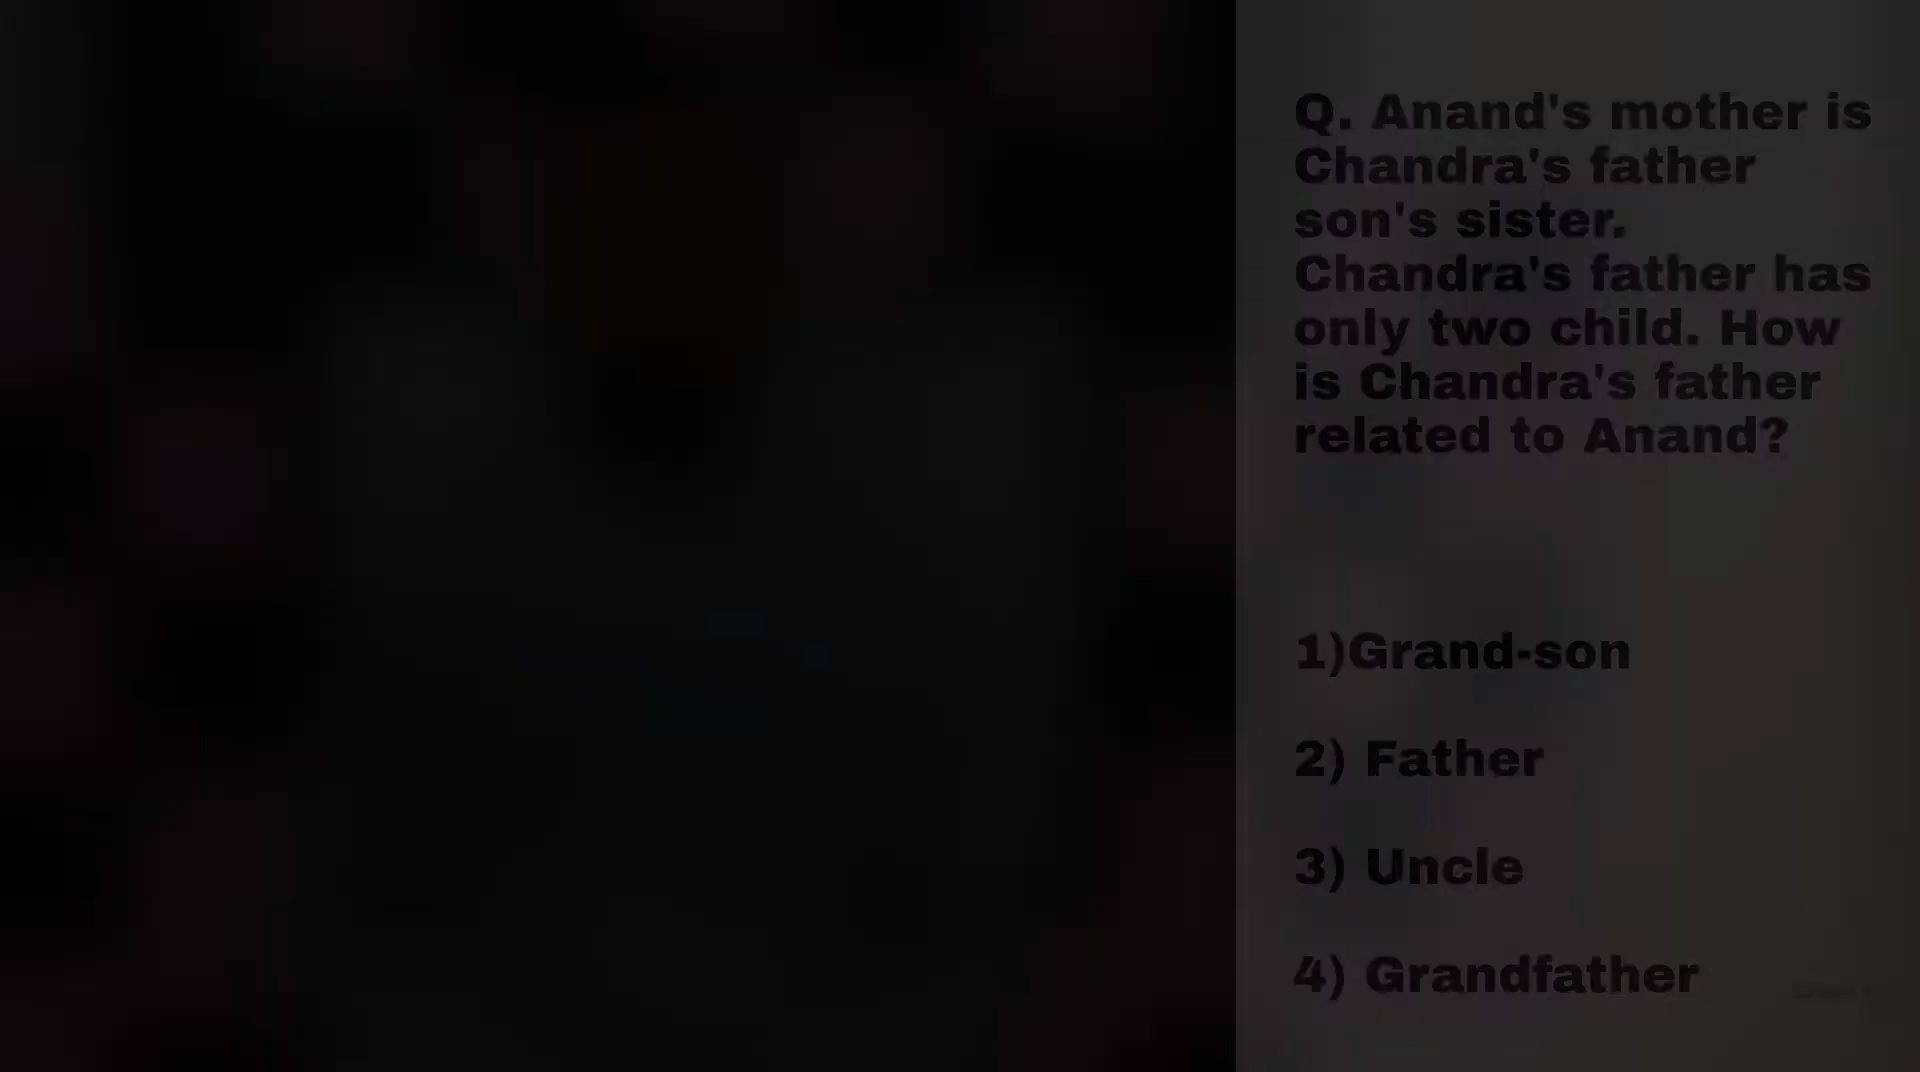 Q. Anand's mother is
Chandra's father
son's sister.
Chandra's father has
only two child. How
is Chandra's father
related to Anand?
1)Grand-son
2) Father
3) Uncle
4) Grandfather